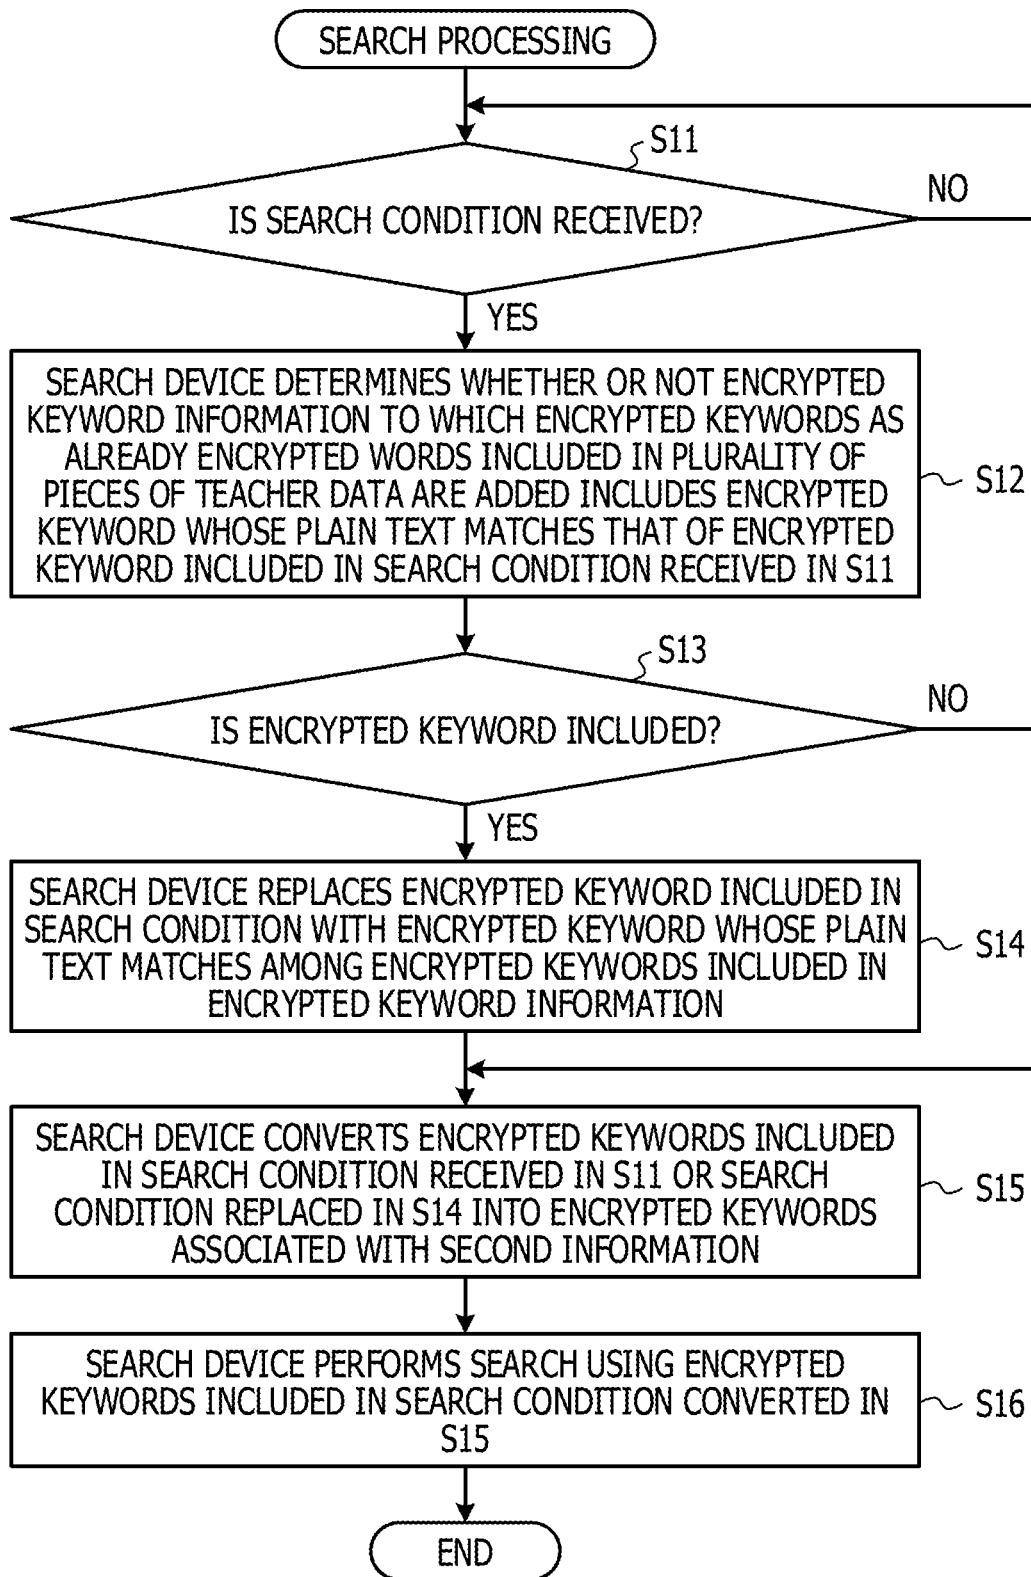 SEARCH PROCESSING
S11
NO
IS SEARCH CONDITION RECEIVED?
YES
SEARCH DEVICE DETERMINES WHETHER OR NOT ENCRYPTED
KEYWORD INFORMATION TO WHICH ENCRYPTED KEYWORDS AS
ALREADY ENCRYPTED WORDS INCLUDED IN PLURALITY OF
PIECES OF TEACHER DATA ARE ADDED INCLUDES ENCRYPTED
KEYWORD WHOSE PLAIN TEXT MATCHES THAT OF ENCRYPTED
KEYWORD INCLUDED IN SEARCH CONDITION RECEIVED IN S11
S12
S13
NO
IS ENCRYPTED KEYWORD INCLUDED?
YES
SEARCH DEVICE REPLACES ENCRYPTED KEYWORD INCLUDED IN
SEARCH CONDITION WITH ENCRYPTED KEYWORD WHOSE PLAIN
TEXT MATCHES AMONG ENCRYPTED KEYWORDS INCLUDED IN
ENCRYPTED KEYWORD INFORMATION
S14
SEARCH DEVICE CONVERTS ENCRYPTED KEYWORDS INCLUDED
IN SEARCH CONDITION RECEIVED IN S11 OR SEARCH
CONDITION REPLACED IN S14 INTO ENCRYPTED KEYWORDS
ASSOCIATED WITH SECOND INFORMATION
S15
SEARCH DEVICE PERFORMS SEARCH USING ENCRYPTED
KEYWORDS INCLUDED IN SEARCH CONDITION CONVERTED IN
S15
S16
END